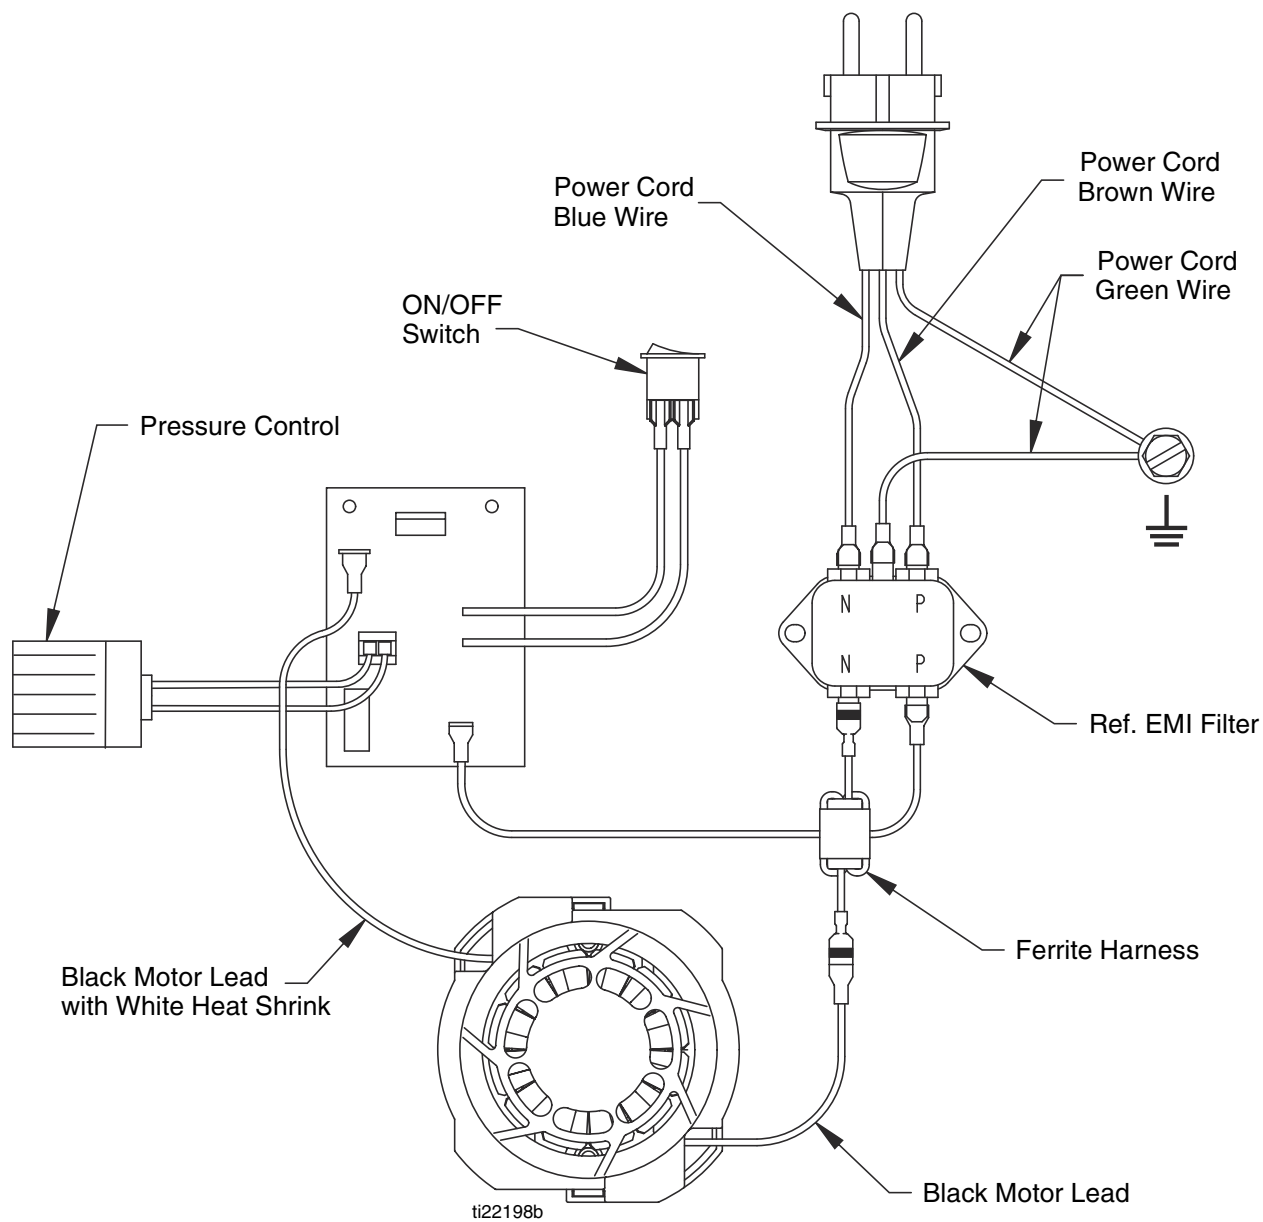 Power Cord
Brown Wire
Power Cord
Blue Wire
Power Cord
Green Wire
ON/OFF
Switch
Pressure Control
N
P
N
P
Ref. EMI Filter
Ferrite Harness
Black Motor Lead
with White Heat Shrink
Black Motor Lead
ti22198b